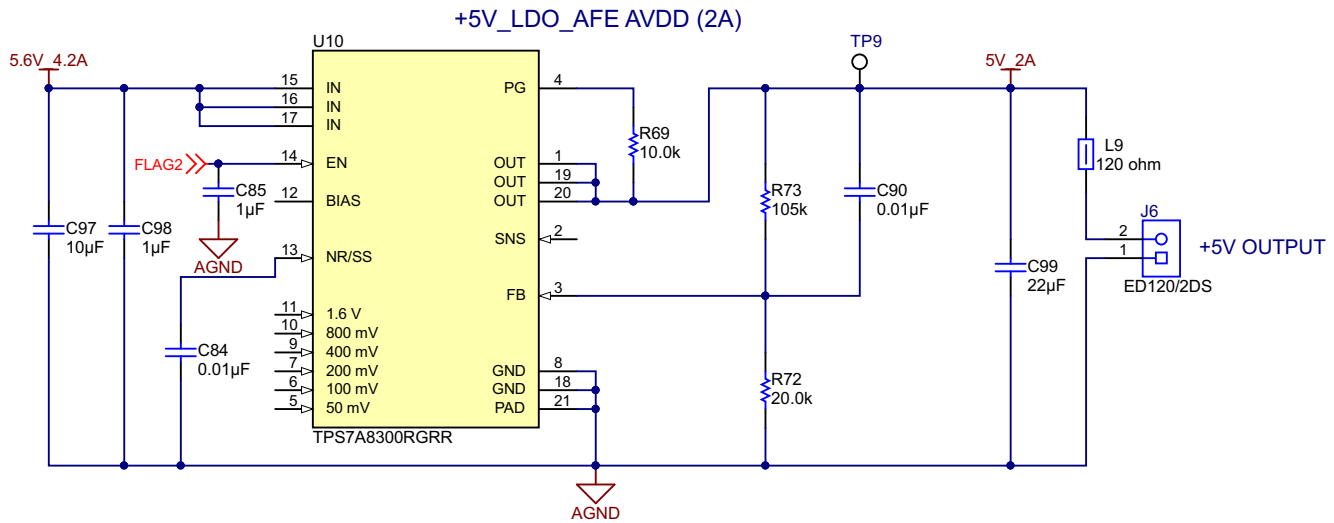 +5V_LDO_AFE AVDD (2A)
U10
TP9
5.6V_4.2A
5V_2A
15 IN
16 IN
17 IN
PG 4
R69
10.0k
FLAG2
14 EN
C85
1µF
AGND
12 BIAS
OUT 1
OUT 19
OUT 20
SNS 2
R73
105k
C90
0.01µF
L9
120 ohm
J6
2
1
+5V OUTPUT
ED120/2DS
C97
10µF
C98
1µF
13 NR/SS
FB 3
C99
22µF
C84
0.01µF
11 1.6 V
10 800 mV
9 400 mV
7 200 mV
6 100 mV
5 50 mV
GND 8
GND 18
PAD 21
R72
20.0k
TPS7A8300RGRR
AGND